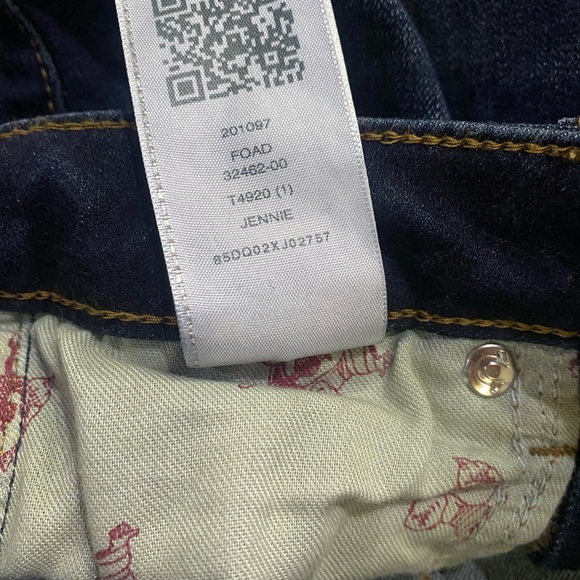 201097
FOAD
32462-00
T4920 (1)
JENNIE
85DQ02XJ02757